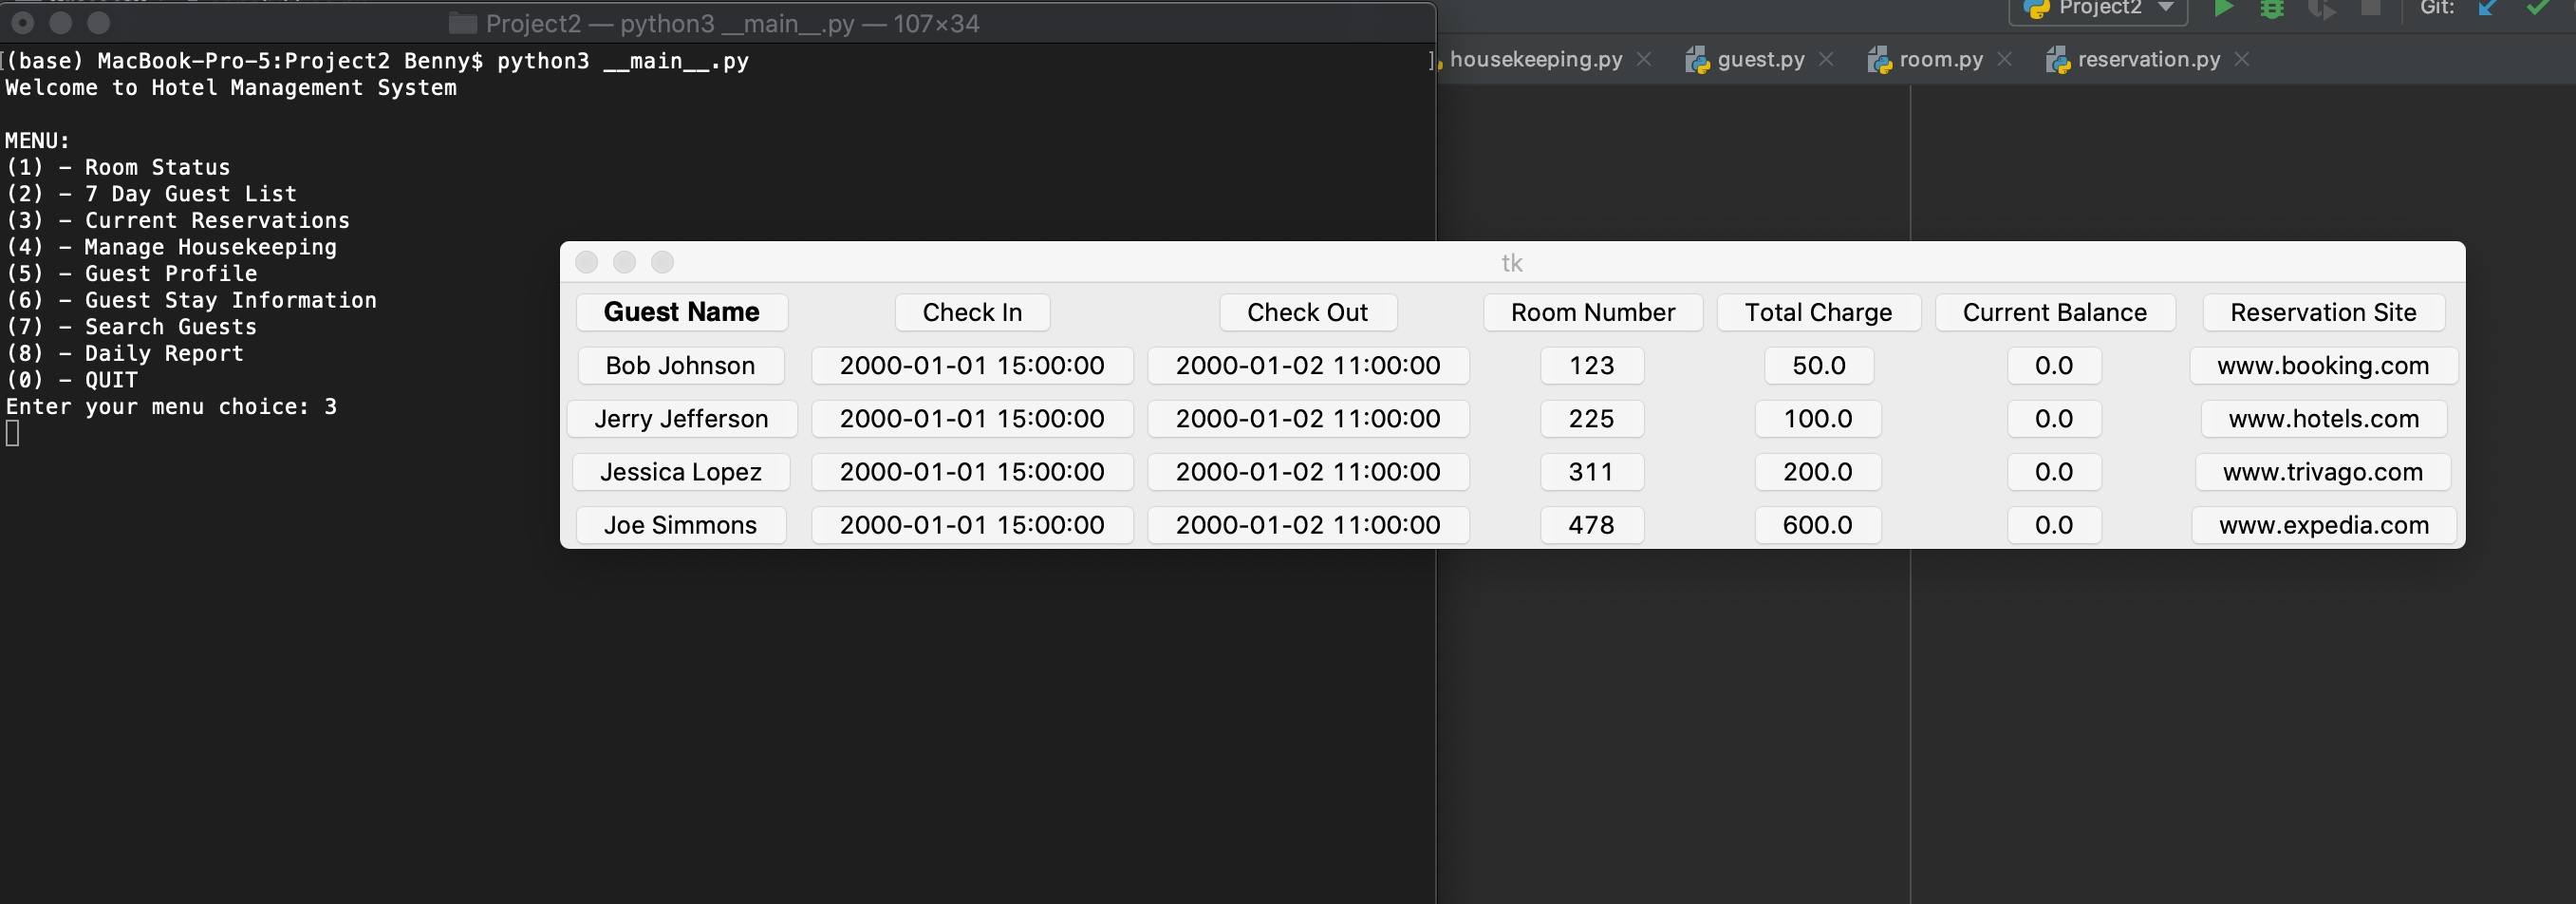 Project2 — python3 __main__.py — 107×34
Project2
Git:
housekeeping.py
guest.py
room.py
reservation.py
(base) MacBook-Pro-5:Project2 Benny$ python3 __main__.py
Welcome to Hotel Management System
MENU:
(1) - Room Status
(2) - 7 Day Guest List
(3) - Current Reservations
(4) - Manage Housekeeping
(5) - Guest Profile
(6) - Guest Stay Information
(7) - Search Guests
(8) - Daily Report
(0) - QUIT
Enter your menu choice: 3
tk
Guest Name Check In Check Out Room Number Total Charge Current Balance Reservation Site
Bob Johnson 2000-01-01 15:00:00 2000-01-02 11:00:00 123 50.0 0.0 www.booking.com
Jerry Jefferson 2000-01-01 15:00:00 2000-01-02 11:00:00 225 100.0 0.0 www.hotels.com
Jessica Lopez 2000-01-01 15:00:00 2000-01-02 11:00:00 311 200.0 0.0 www.trivago.com
Joe Simmons 2000-01-01 15:00:00 2000-01-02 11:00:00 478 600.0 0.0 www.expedia.com